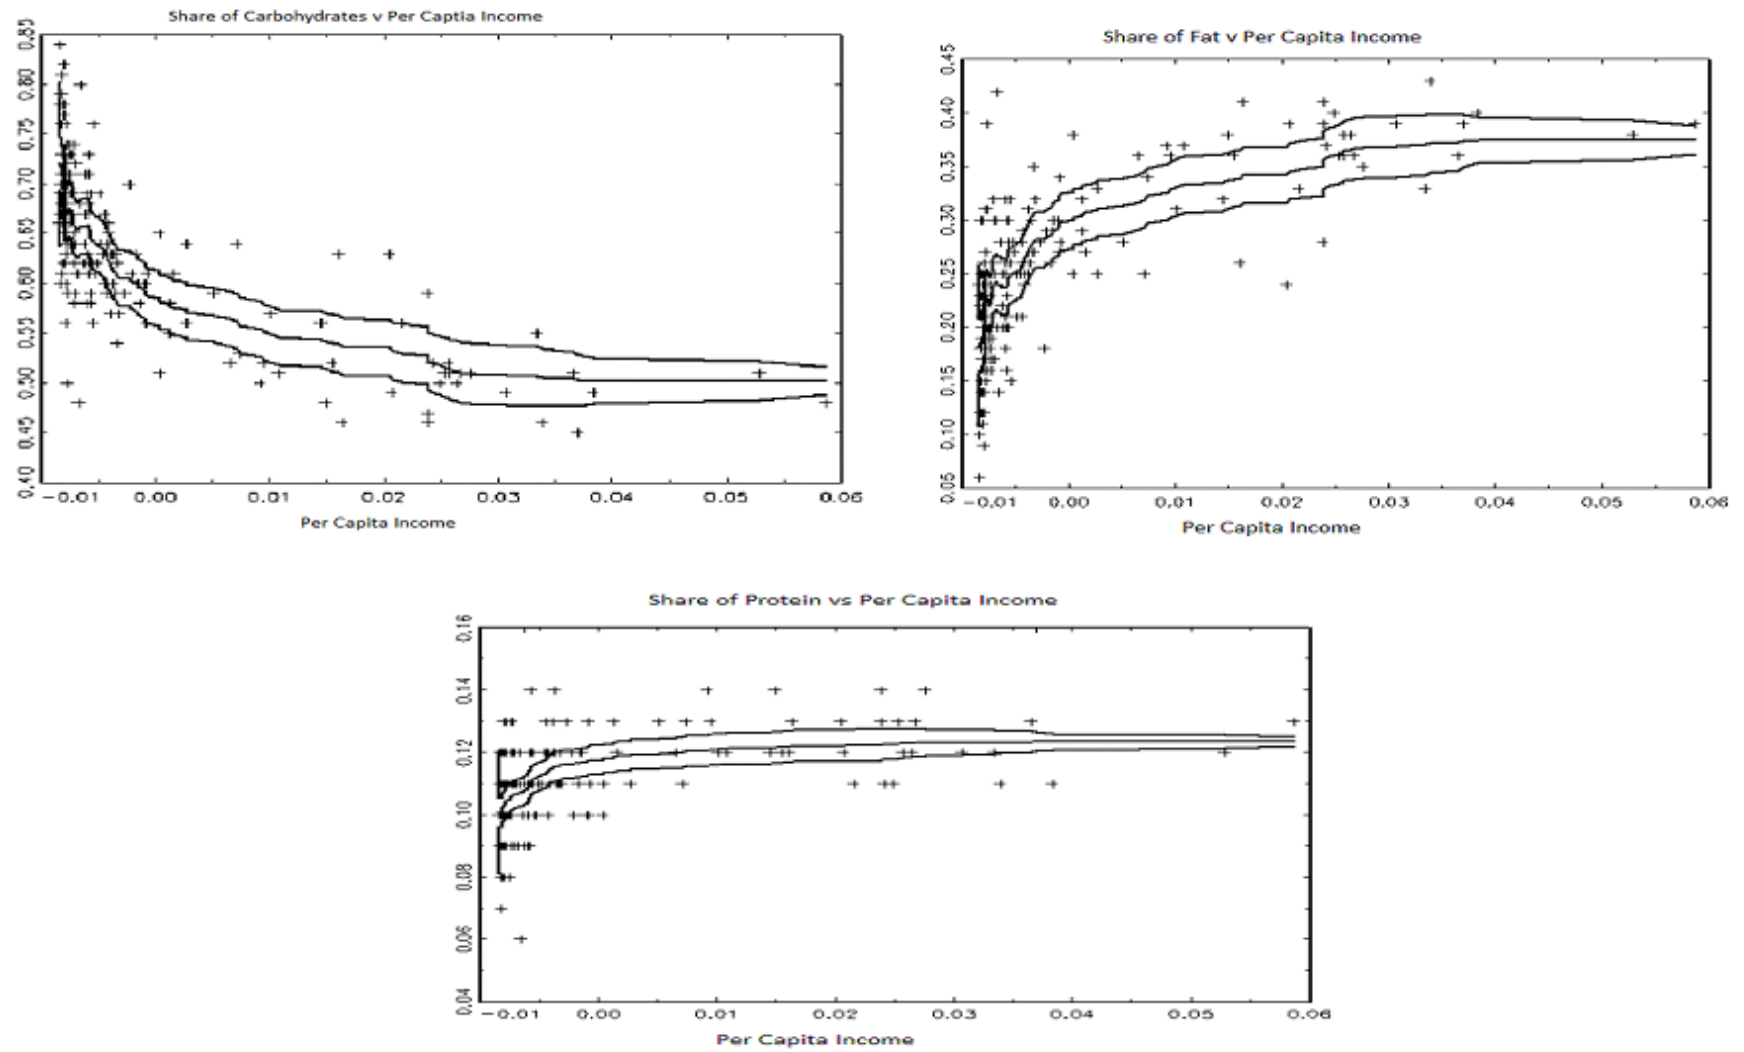 Share of Carbohydrates v Per Captia Income
0.85
0.80
0.75
0.70
0.65
0.60
0.55
0.50
0.45
0.40
-0.01 0.00 0.01 0.02 0.03 0.04 0.05 0.06
Per Capita Income
Share of Fat v Per Capita Income
0.45
0.40
0.35
0.30
0.25
0.20
0.15
0.10
0.05
-0.01 0.00 0.01 0.02 0.03 0.04 0.05 0.06
Per Capita Income
Share of Protein vs Per Capita Income
0.16
0.14
0.12
0.10
0.08
0.06
0.04
-0.01 0.00 0.01 0.02 0.03 0.04 0.05 0.06
Per Capita Income